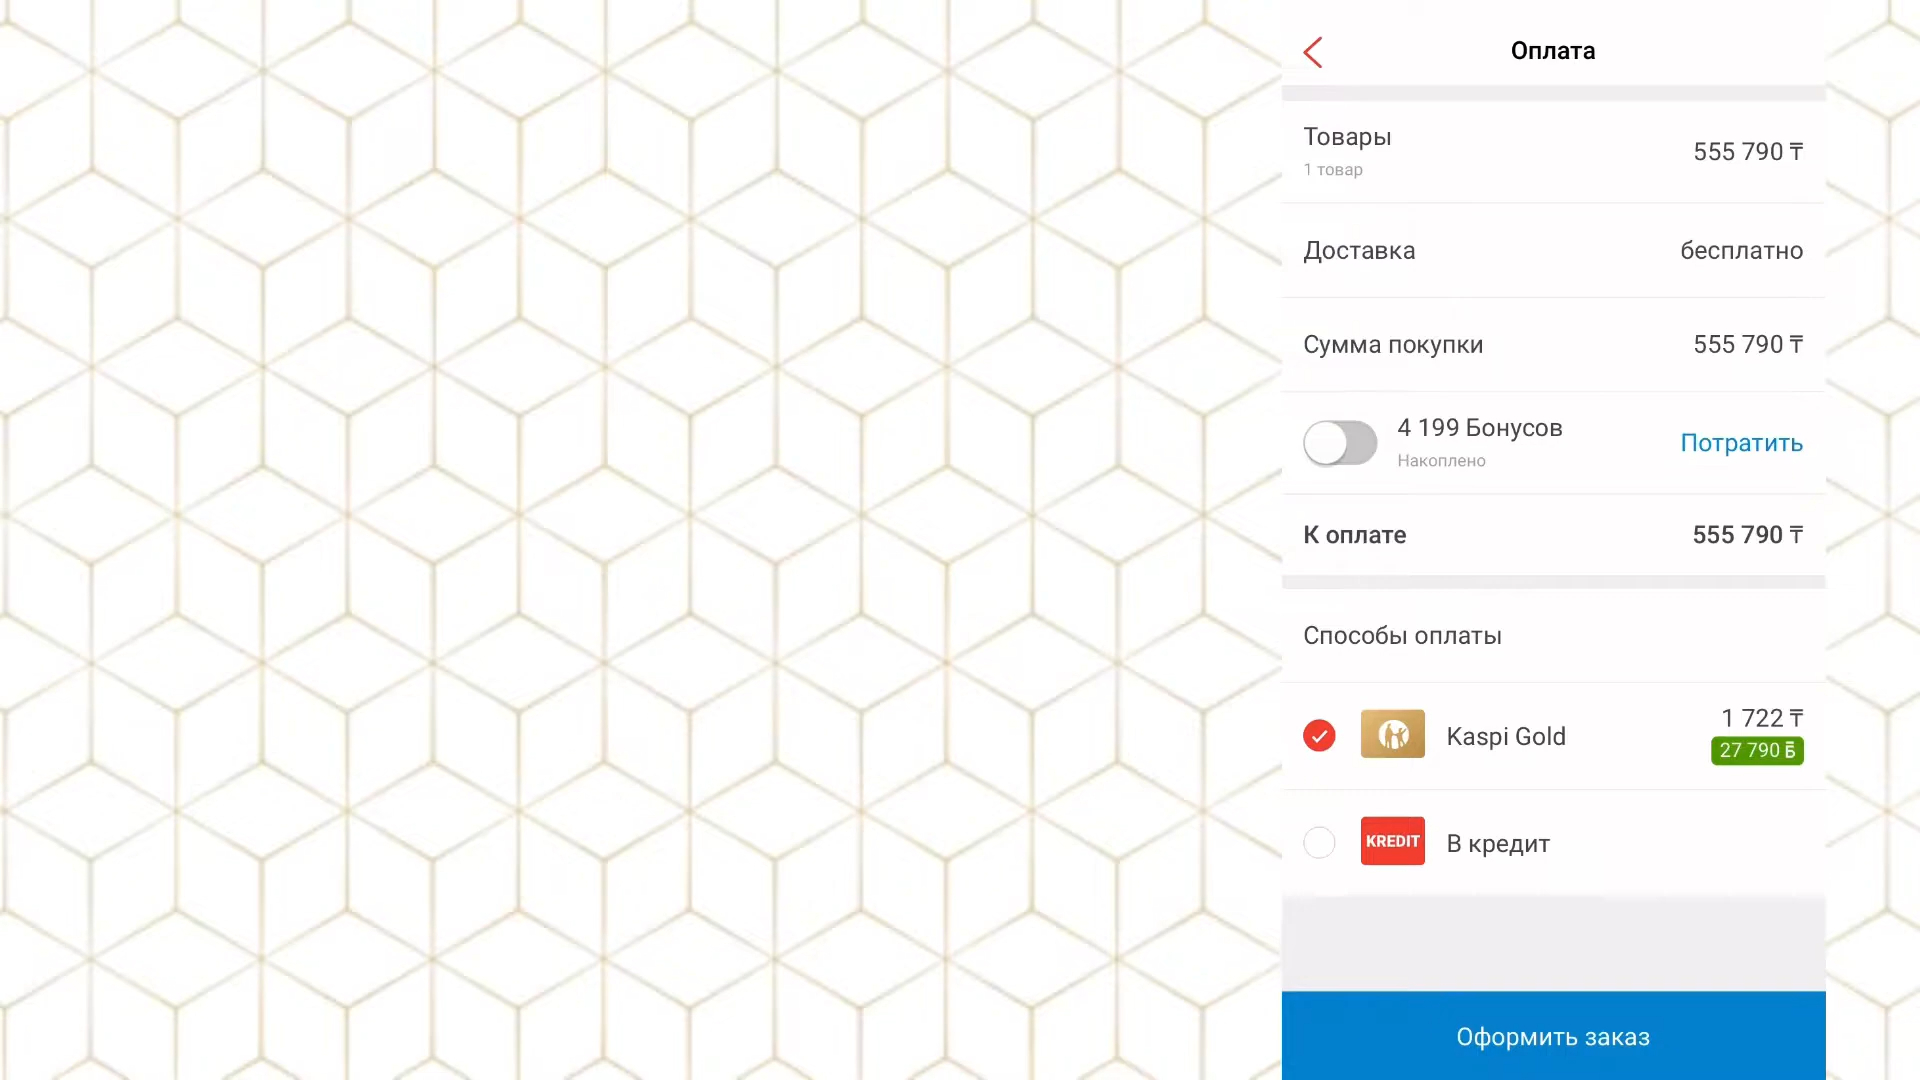 Оплата
Товары
555 790 ₸
1 товар
Доставка
бесплатно
Сумма покупки
555 790 ₸
4 199 Бонусов
Потратить
Накоплено
К оплате
555 790 ₸
Способы оплаты
Kaspi Gold
1 722 ₸
27 790 Б
KREDIT
В кредит
Оформить заказ